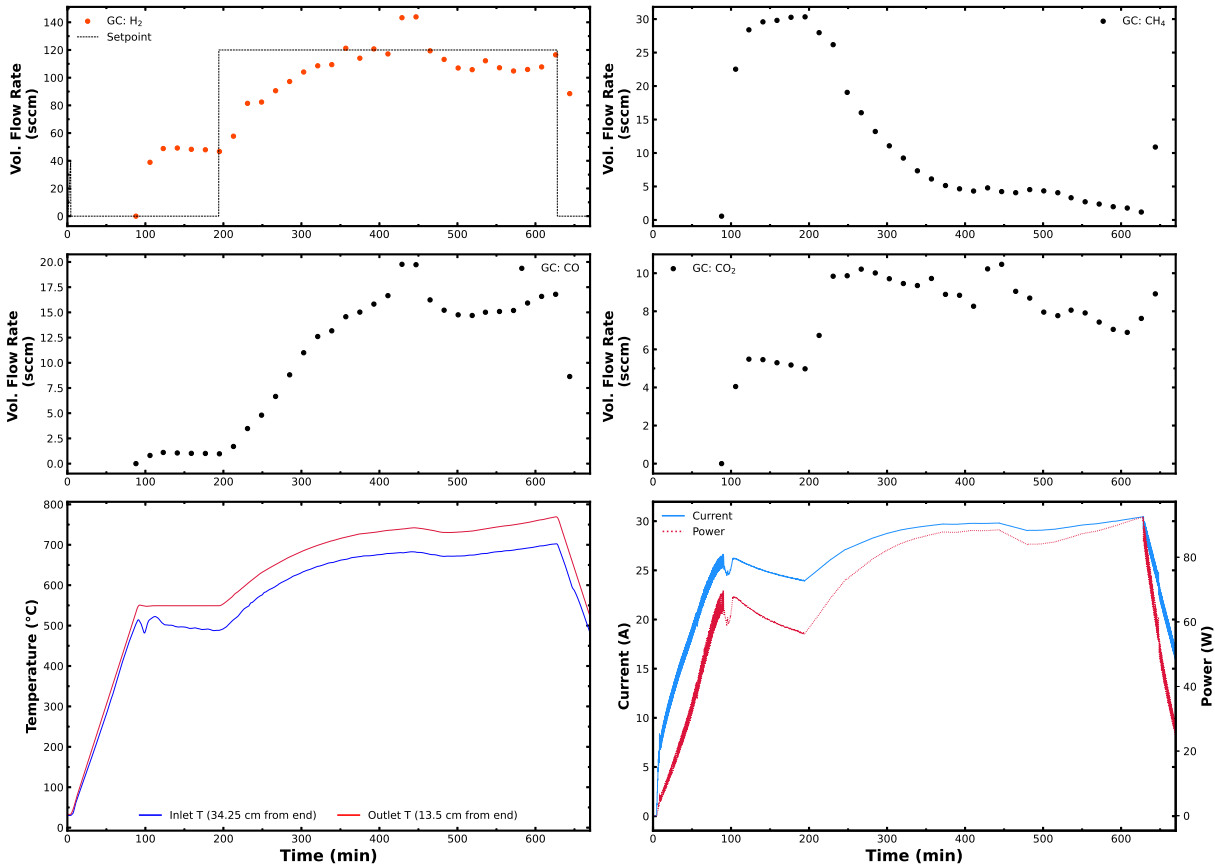 GC: H₂
Setpoint
Vol. Flow Rate
(sccm)
140
120
100
80
60
40
20
0
0 100 200 300 400 500 600
GC: CH₄
Vol. Flow Rate
(sccm)
30
25
20
15
10
5
0
0 100 200 300 400 500 600
GC: CO
Vol. Flow Rate
(sccm)
20.0
17.5
15.0
12.5
10.0
7.5
5.0
2.5
0.0
0 100 200 300 400 500 600
GC: CO₂
Vol. Flow Rate
(sccm)
10
8
6
4
2
0
0 100 200 300 400 500 600
Temperature (°C)
800
700
600
500
400
300
200
100
0
Inlet T (34.25 cm from end)
Outlet T (13.5 cm from end)
0 100 200 300 400 500 600
Time (min)
Current
Power
Current (A)
30
25
20
15
10
5
0
Power (W)
80
60
40
20
0
0 100 200 300 400 500 600
Time (min)